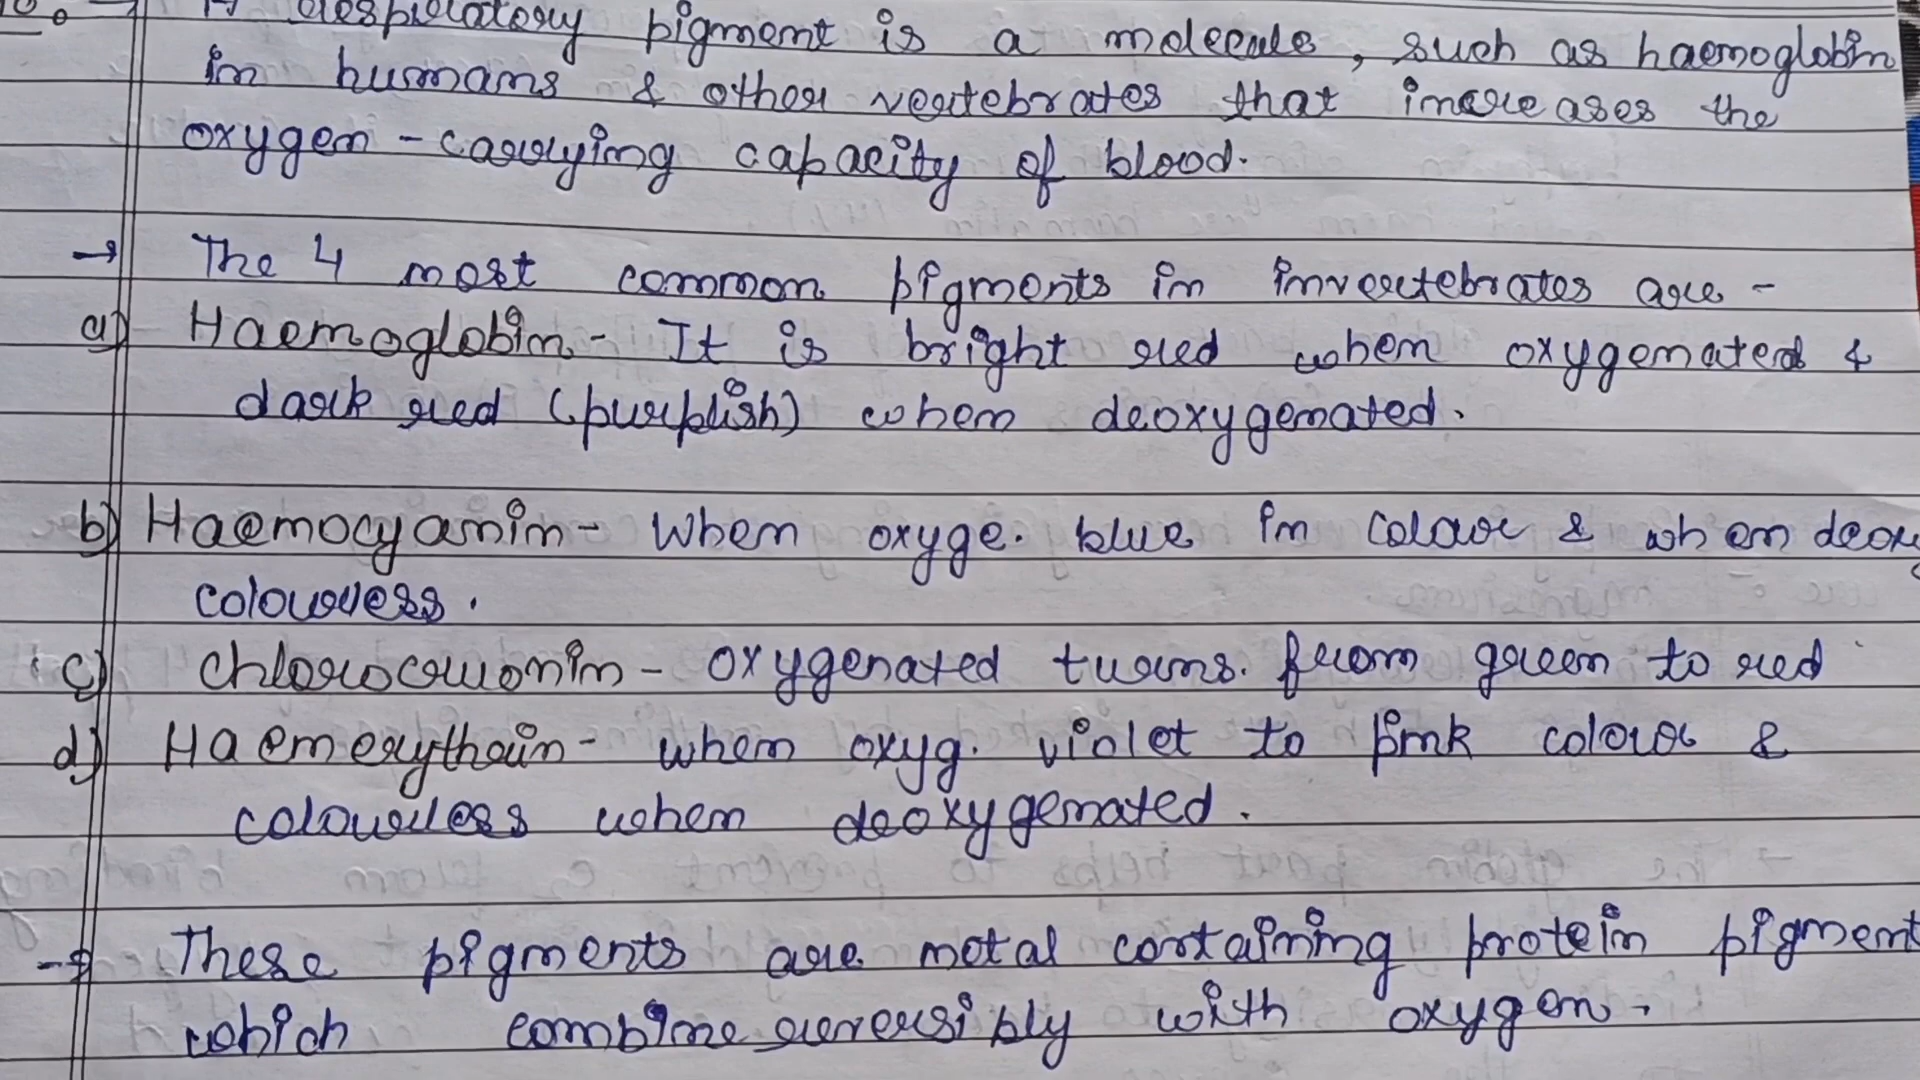 A respiratory pigment is a molecule, such as haemoglobin
in humans & other vertebrates that increases the
oxygen - carrying capacity of blood.
→ The 4 most common pigments in invertebrates are -
a) Haemoglobin - It is bright red when oxygenated &
dark red (purplish) when deoxygenated.
b) Haemocyanin - When oxyge. blue in colour & when deoxy
colourless.
c) Chlorocruonin - oxygenated turns. from green to red
d) Haemerythrin - when oxyg. violet to pink colour &
colourless when deoxygenated.
→ These pigments are metal containing protein pigment
which combine reversibly with oxygen.